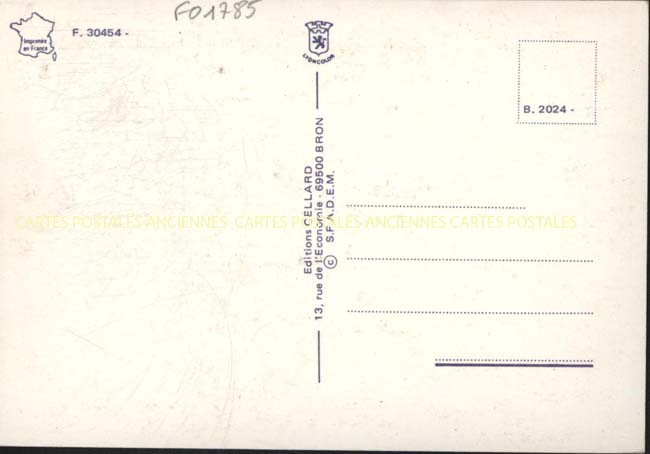 F01785
Imprimée
en France
F. 30454 -
LYONCOLOR
B. 2024 -
Editions CELLARD
13, rue de l'Economie - 69500 BRON
© S.P.A.D.E.M.
CARTES POSTALES ANCIENNES CARTES POSTALES ANCIENNES CARTES POSTALES